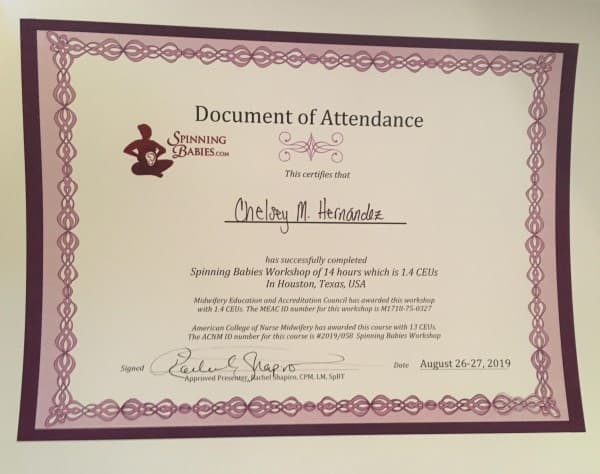 Document of Attendance
SPINNING
BABIES.COM
This certifies that
Chelsey M. Hernández
has successfully completed
Spinning Babies Workshop of 14 hours which is 1.4 CEUs
In Houston, Texas, USA
Midwifery Education and Accreditation Council has awarded this workshop
with 1.4 CEUs. The MEAC ID number for this workshop is M1718-75-0327
American College of Nurse Midwifery has awarded this course with 13 CEUs.
The ACNM ID number for this course is #2019/058 Spinning Babies Workshop
Signed Rachel Shapiro Date August 26-27, 2019
Approved Presenter, Rachel Shapiro, CPM, LM, SpBT